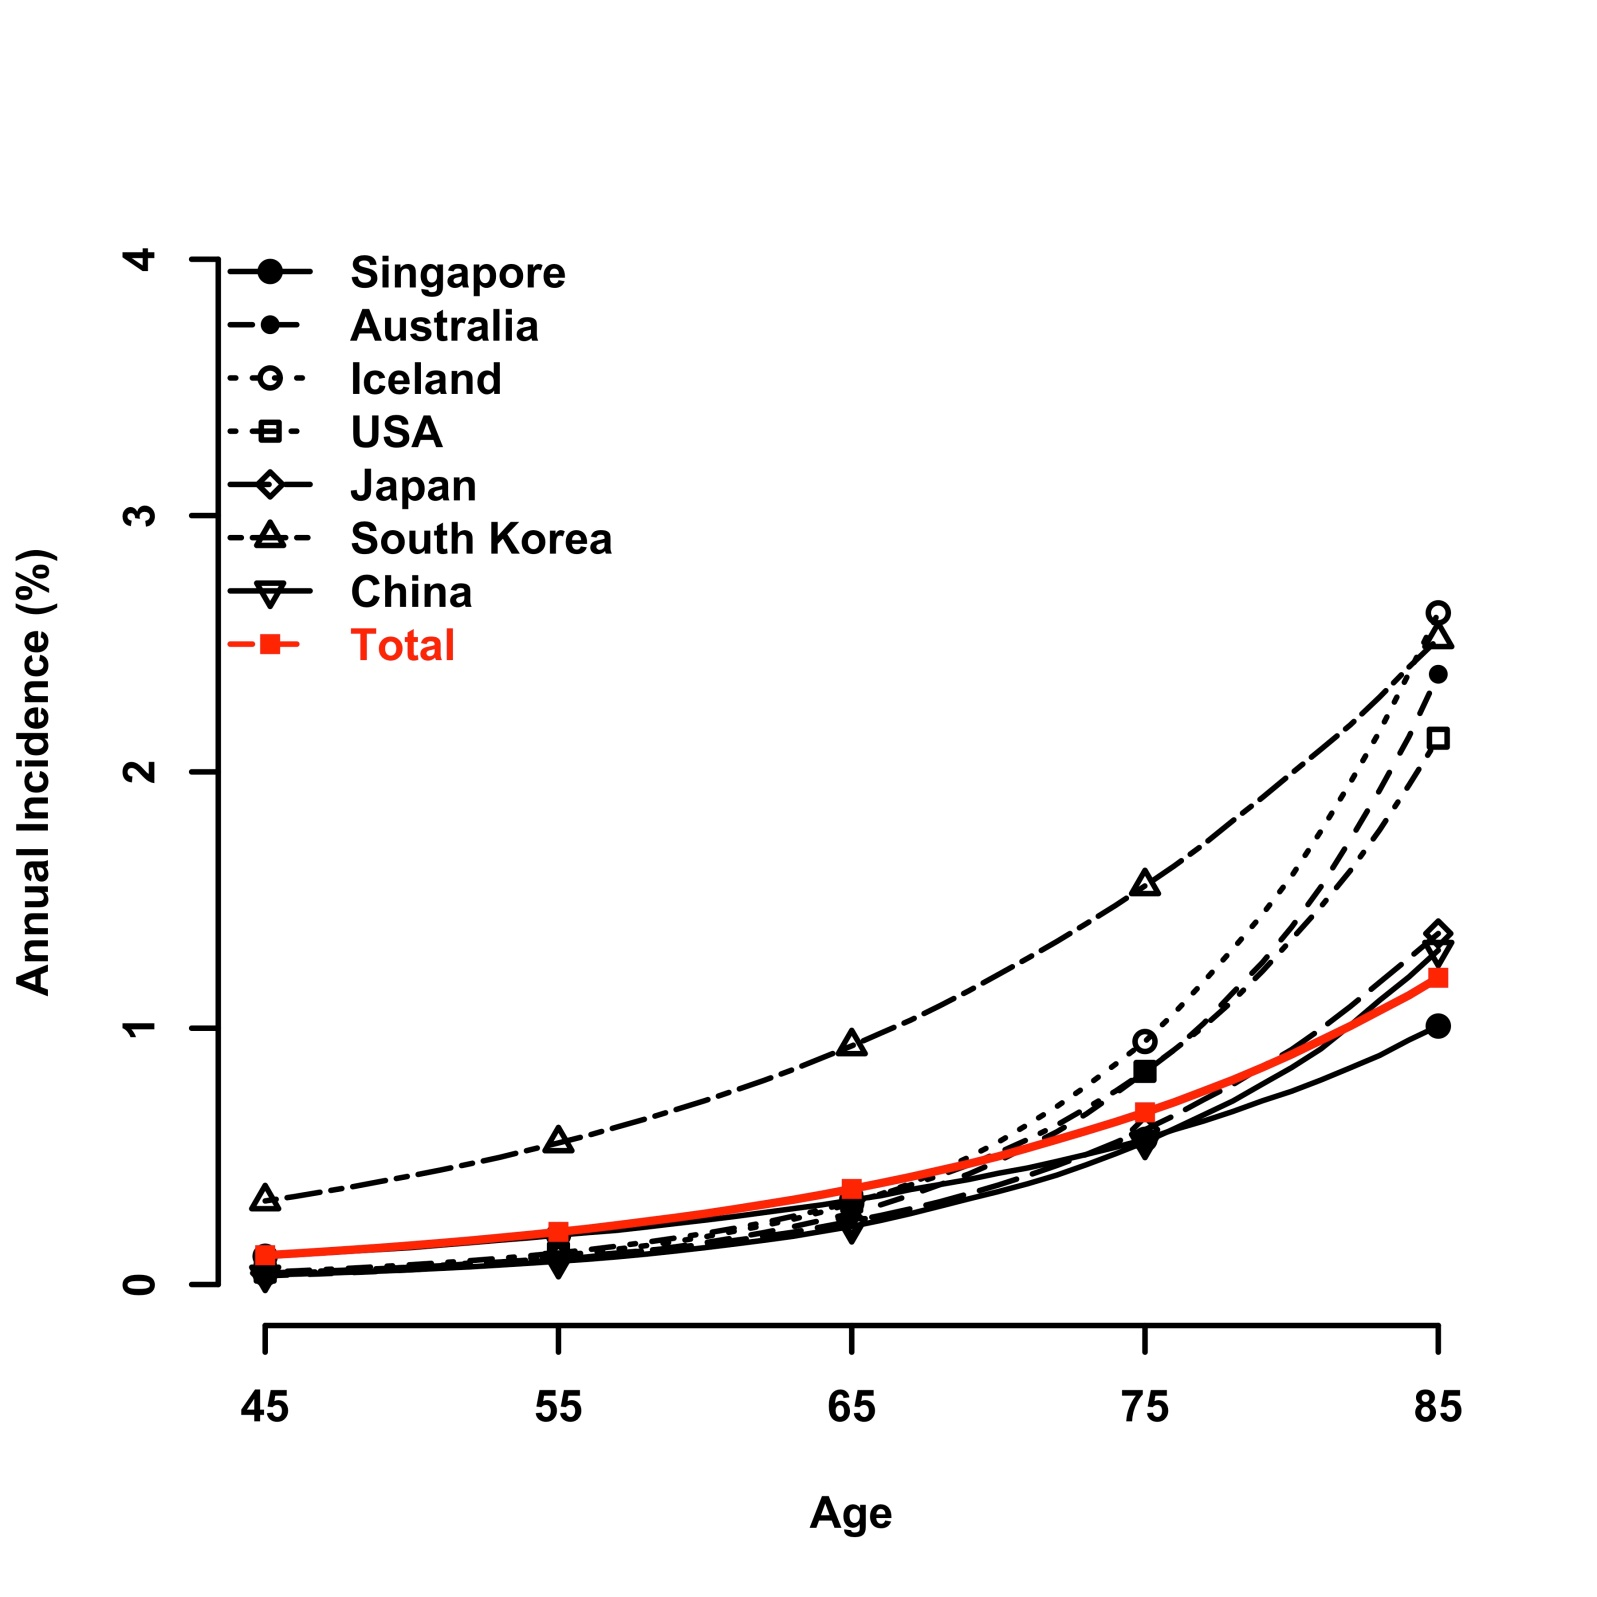 4
3
2
1
0
Annual Incidence (%)
Singapore
Australia
Iceland
USA
Japan
South Korea
China
Total
45 55 65 75 85
Age